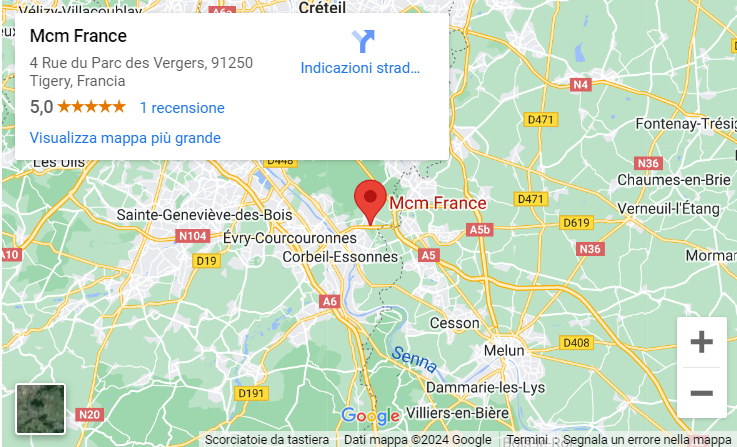 Vélizy-Villacoublay
Créteil
Mcm France
4 Rue du Parc des Vergers, 91250
Tigery, Francia
5,0
1 recensione
Visualizza mappa più grande
Indicazioni strad…
N4
D471
Fontenay-Trésig
N36
Les Ulis
D448
Chaumes-en-Brie
Mcm France
D471
Verneuil-l'Étang
Sainte-Geneviève-des-Bois
N104
Évry-Courcouronnes
A5b
D619
A10
D19
Corbeil-Essonnes
A5
N36
Morman
A6
Cesson
Senna
Melun
D408
D191
Dammarie-les-Lys
N20
Google
Villiers-en-Bière
Scorciatoie da tastiera
Dati mappa ©2024 Google
Termini
Segnala un errore nella mappa